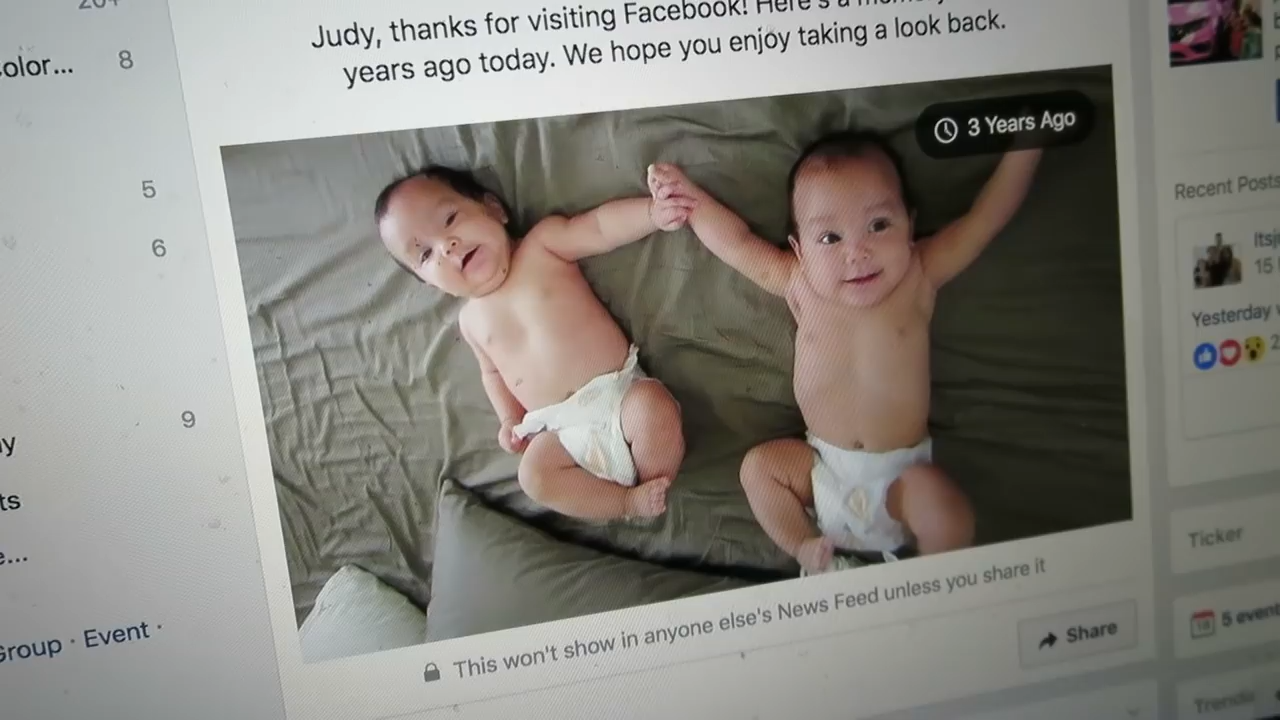 8
5
6
9
ts
Group · Event ·
Judy, thanks for visiting Facebook! Here's a
years ago today. We hope you enjoy taking a look back.
3 Years Ago
This won't show in anyone else's News Feed unless you share it
Share
Recent Posts
15
Yesterday
Ticker
5